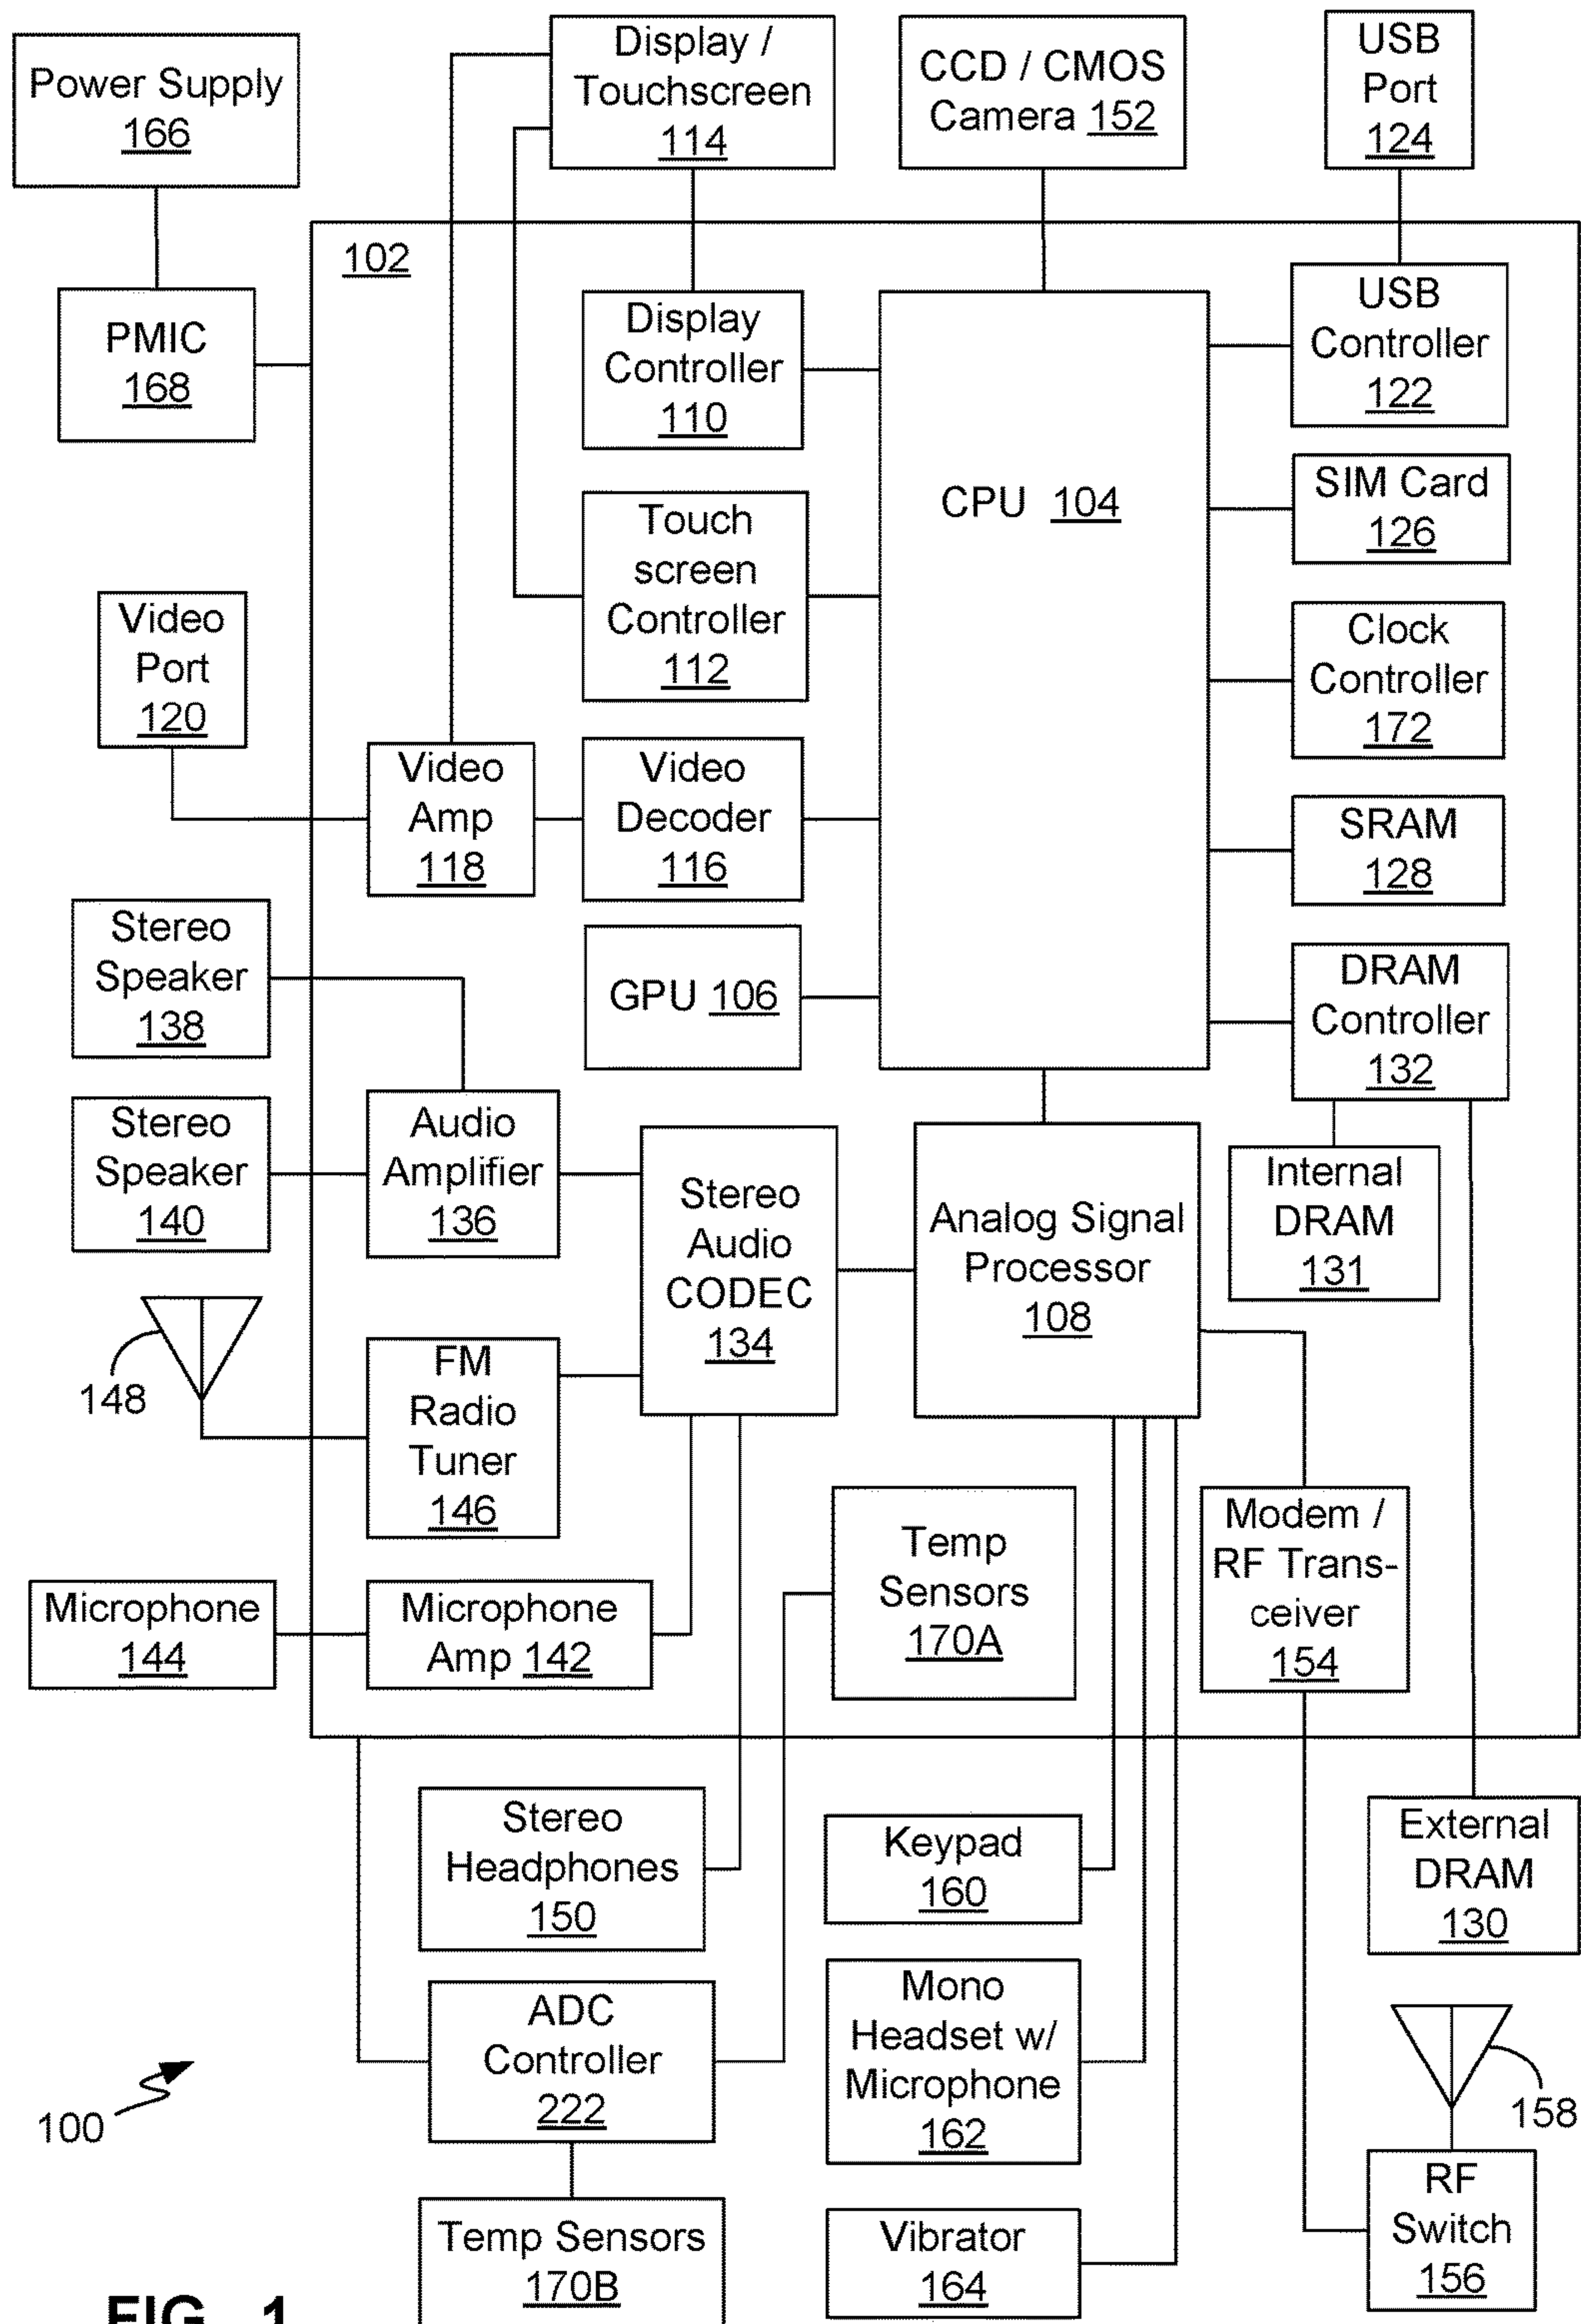 Power Supply
166
Display /
Touchscreen
114
CCD / CMOS
Camera 152
USB
Port
124
102
PMIC
168
Display
Controller
110
CPU 104
USB
Controller
122
SIM Card
126
Touch
screen
Controller
112
Clock
Controller
172
Video
Port
120
Video
Amp
118
Video
Decoder
116
SRAM
128
Stereo
Speaker
138
GPU 106
DRAM
Controller
132
Stereo
Speaker
140
Audio
Amplifier
136
Stereo
Audio
CODEC
134
Analog Signal
Processor
108
Internal
DRAM
131
148
FM
Radio
Tuner
146
Temp
Sensors
170A
Modem /
RF Trans-
ceiver
154
Microphone
144
Microphone
Amp 142
Stereo
Headphones
150
Keypad
160
External
DRAM
130
ADC
Controller
222
Mono
Headset w/
Microphone
162
100
158
Temp Sensors
170B
Vibrator
164
RF
Switch
156
FIG. 1